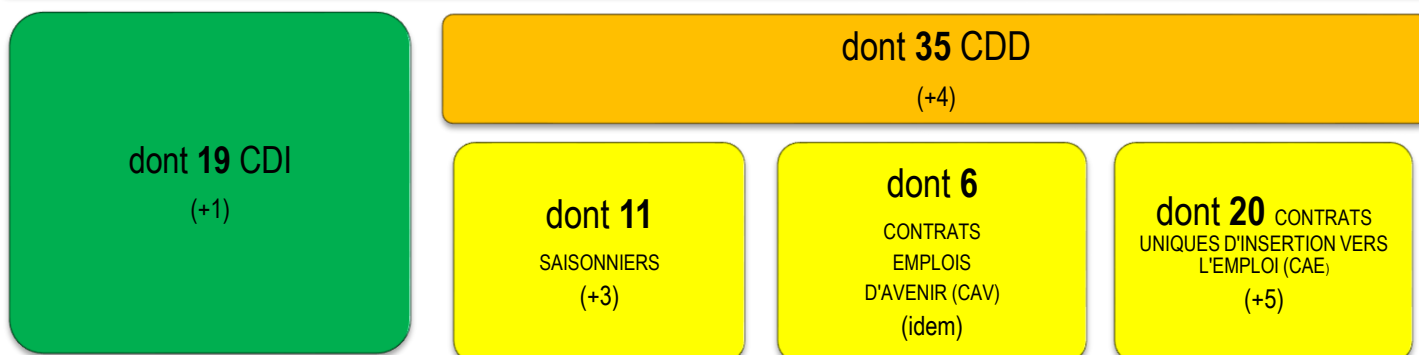 dont 19 CDI
(+1)
dont 35 CDD
(+4)
dont 11
SAISONNIERS
(+3)
dont 6
CONTRATS
EMPLOIS
D'AVENIR (CAV)
(idem)
dont 20 CONTRATS
UNIQUES D'INSERTION VERS
L'EMPLOI (CAE)
(+5)